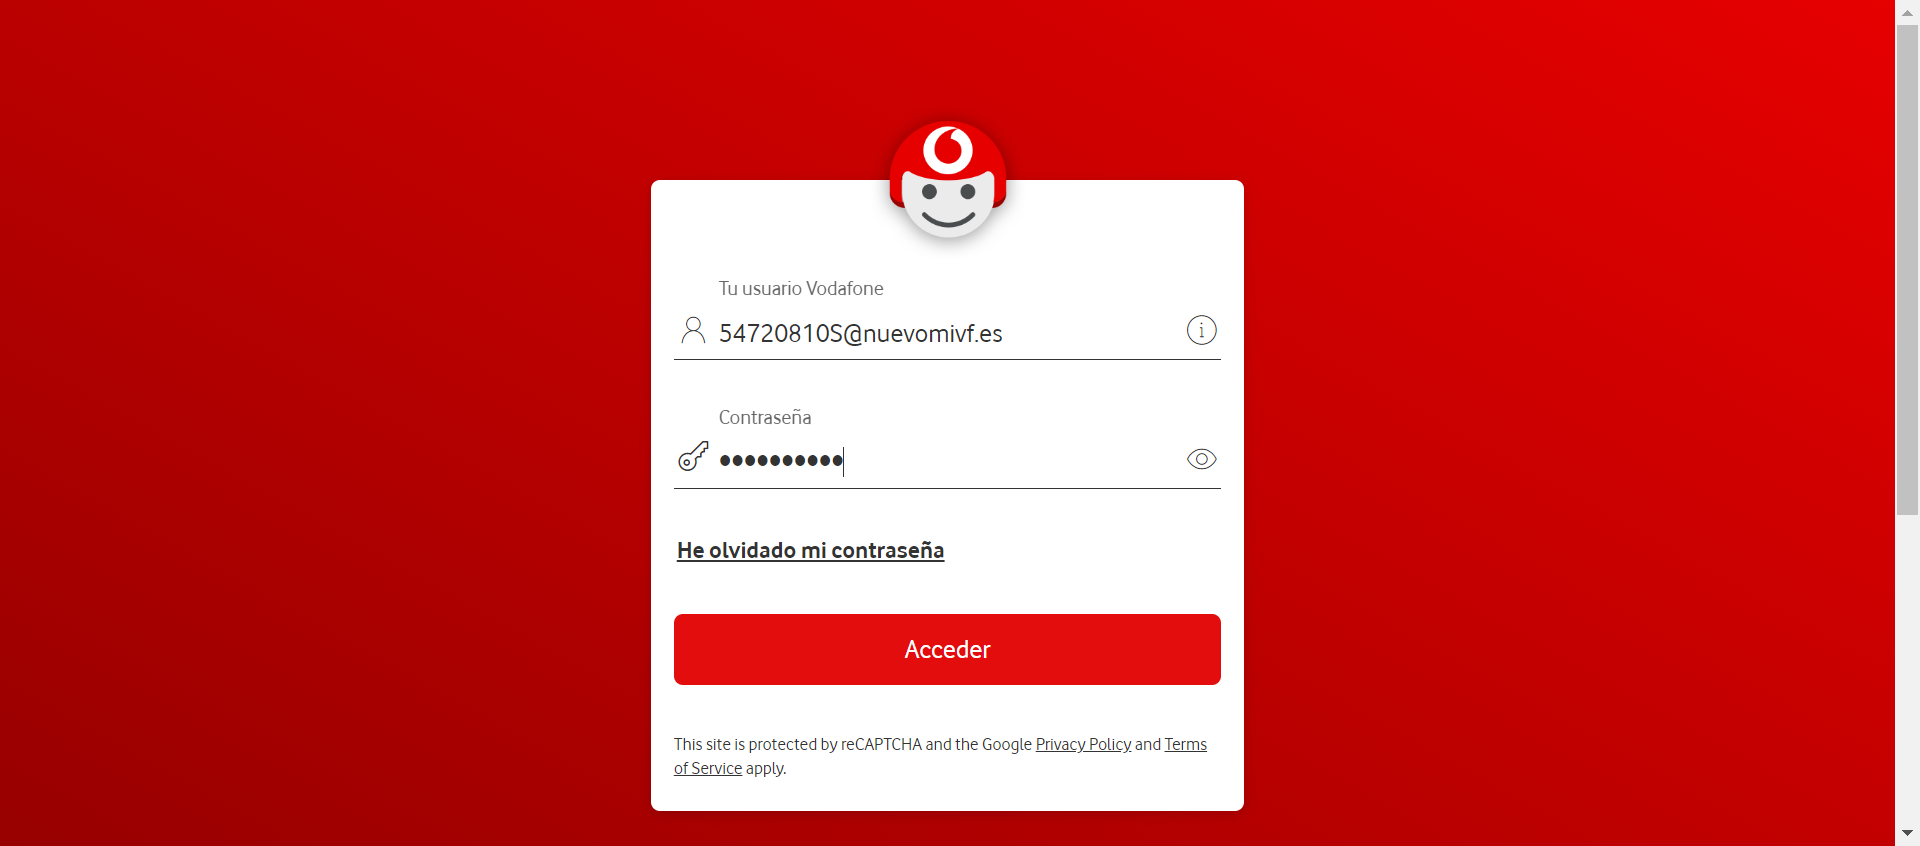 Tu usuario Vodafone
54720810S@nuevomivf.es
Contraseña
••••••••••
He olvidado mi contraseña
Acceder
This site is protected by reCAPTCHA and the Google Privacy Policy and Terms
of Service apply.